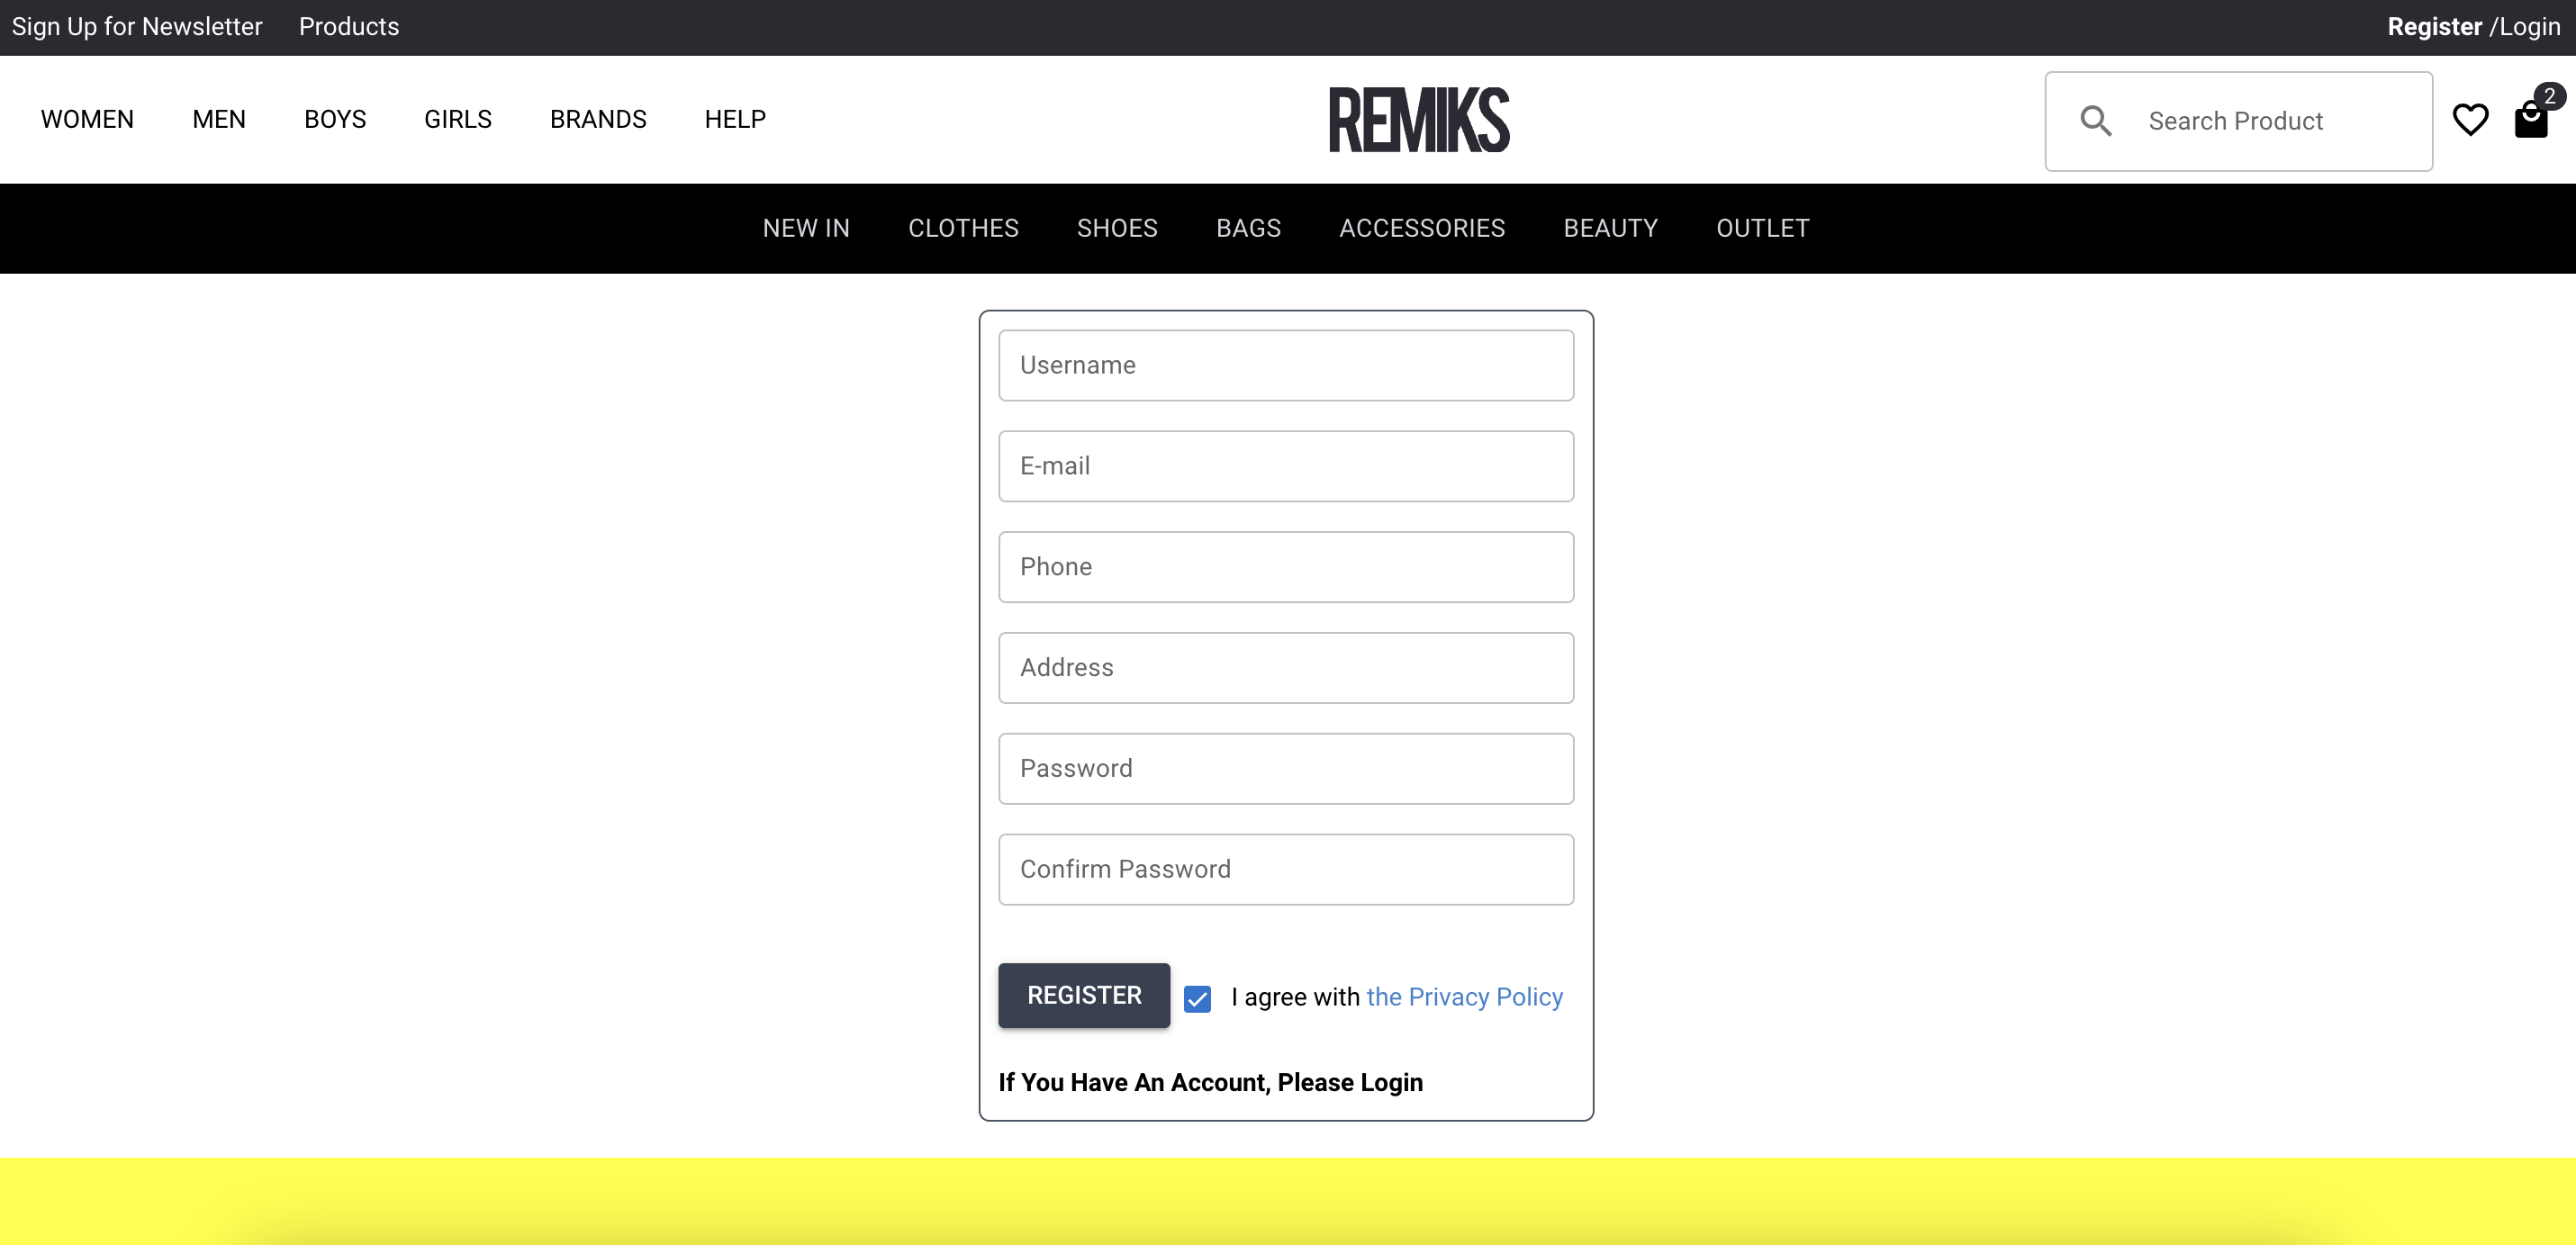 Sign Up for Newsletter Products Register /Login
WOMEN MEN BOYS GIRLS BRANDS HELP REMIKS Search Product 2
NEW IN CLOTHES SHOES BAGS ACCESSORIES BEAUTY OUTLET
Username
E-mail
Phone
Address
Password
Confirm Password
REGISTER I agree with the Privacy Policy
If You Have An Account, Please Login